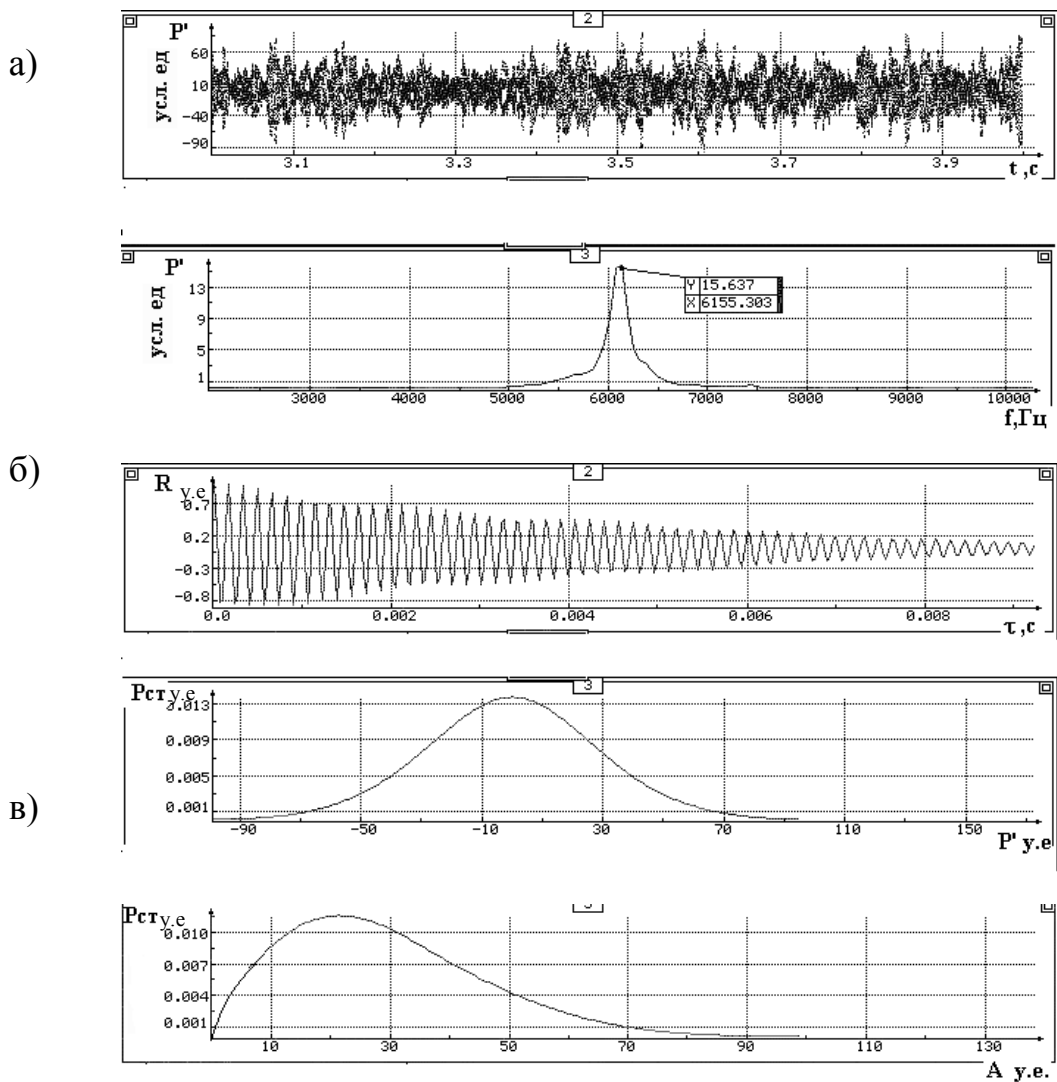 а)
2
P'
усл. ед
60
10
-40
-90
3.1 3.3 3.5 3.7 3.9
t ,c
3
P'
усл. ед
13
9
5
1
Y 15.637
X 6155.303
3000 4000 5000 6000 7000 8000 9000 10000
f,Гц
б)
2
R у.е
0.7
0.2
-0.3
-0.8
0.0 0.002 0.004 0.006 0.008
τ ,c
3
Рст у.е
0.013
0.009
0.005
0.001
-90 -50 -10 30 70 110 150
P' у.е
в)
Рст у.е
0.010
0.007
0.004
0.001
10 30 50 70 90 110 130
А у.е.